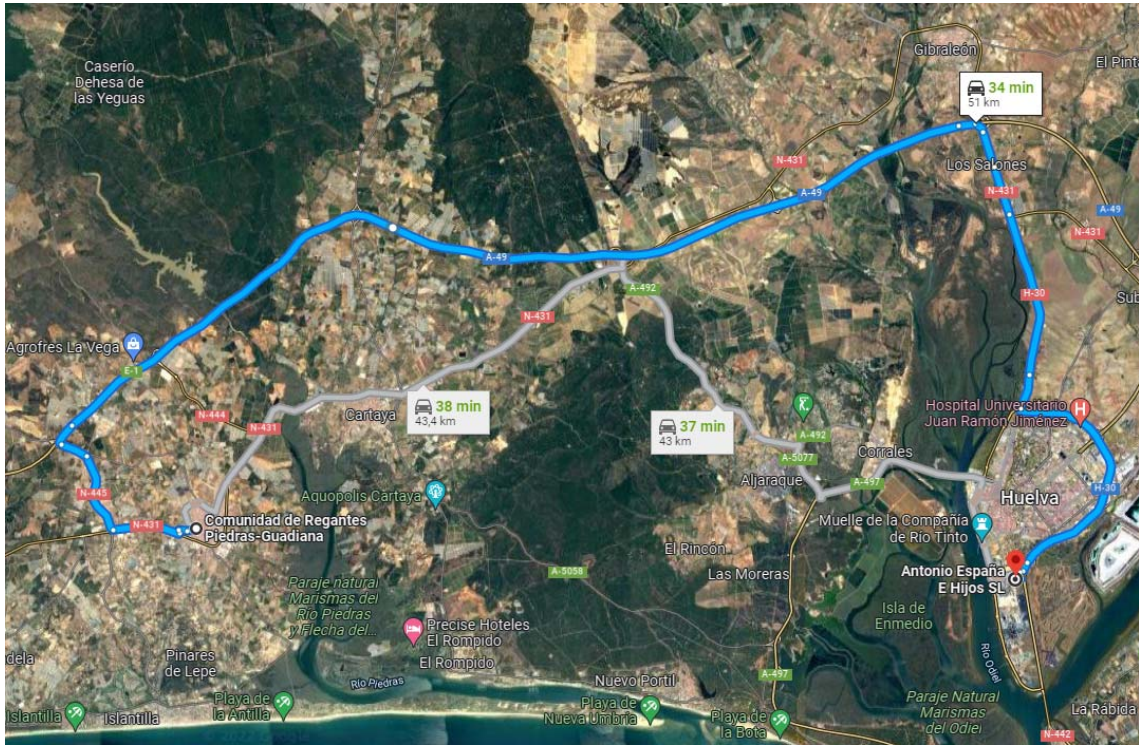 Caserío
Dehesa de
las Yeguas
Gibraleón
El Pint
34 min
51 km
N-431
Los Salones
N-431
A-49
A-49
N-431
A-49
A-492
H-30
Sub
N-431
Agrofres La Vega
E-1
Cartaya
38 min
43,4 km
37 min
43 km
N-444
N-431
Hospital Universitario
Juan Ramón Jiménez
A-492
A-5077
Corrales
Aljaraque
A-497
H-30
Huelva
N-445
Aquopolis Cartaya
Muelle de la Compañía
de Río Tinto
N-431
Comunidad de Regantes
Piedras-Guadiana
El Rincón
Las Moreras
A-5058
Antonio España
E Hijos SL
Paraje natural
Marismas del
Río Piedras
y Flecha del...
Isla de
Enmedio
Precise Hoteles
El Rompido
El Rompido
Río Odiel
dela
Pinares
de Lepe
Río Piedras
Nuevo Portil
A-497
Paraje Natural
Marismas
del Odiel
La Rábida
Islantilla
Islantilla
Playa de
la Antilla
Playa de
Nueva Umbría
Playa de
la Bota
N-442